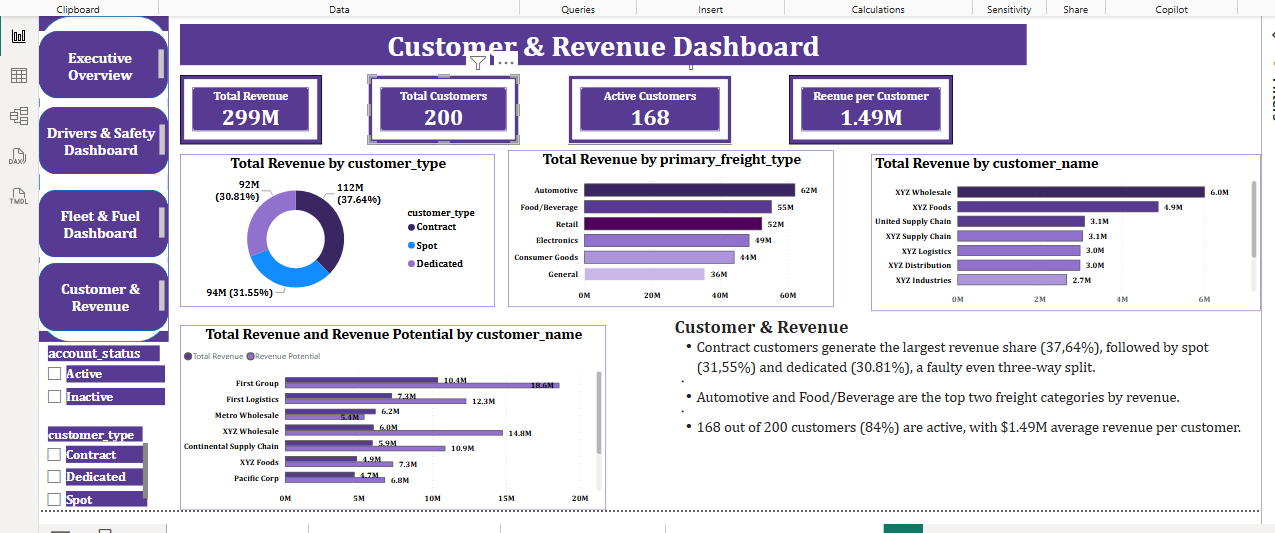 Clipboard
Data
Queries
Insert
Calculations
Sensitivity
Share
Copilot
DAX
TMDL
Executive
Overview
Drivers & Safety
Dashboard
Fleet & Fuel
Dashboard
Customer &
Revenue
account_status
Active
Inactive
customer_type
Contract
Dedicated
Spot
Customer & Revenue Dashboard
Total Revenue
299M
Total Customers
200
Active Customers
168
Reenue per Customer
1.49M
Total Revenue by customer_type
92M
(30.81%)
112M
(37.64%)
94M (31.55%)
customer_type
Contract
Spot
Dedicated
Total Revenue by primary_freight_type
Automotive 62M
Food/Beverage 55M
Retail 52M
Electronics 49M
Consumer Goods 44M
General 36M
0M 20M 40M 60M
Total Revenue by customer_name
XYZ Wholesale 6.0M
XYZ Foods 4.9M
United Supply Chain 3.1M
XYZ Supply Chain 3.1M
XYZ Logistics 3.0M
XYZ Distribution 3.0M
XYZ Industries 2.7M
0M 2M 4M 6M
Total Revenue and Revenue Potential by customer_name
Total Revenue Revenue Potential
First Group 10.4M 18.6M
First Logistics 7.3M 12.3M
Metro Wholesale 6.2M 5.4M
XYZ Wholesale 6.0M 14.8M
Continental Supply Chain 5.9M 10.9M
XYZ Foods 4.9M 7.3M
Pacific Corp 4.7M 6.8M
0M 5M 10M 15M 20M
Customer & Revenue
• Contract customers generate the largest revenue share (37,64%), followed by spot
(31,55%) and dedicated (30.81%), a faulty even three-way split.
• Automotive and Food/Beverage are the top two freight categories by revenue.
• 168 out of 200 customers (84%) are active, with $1.49M average revenue per customer.